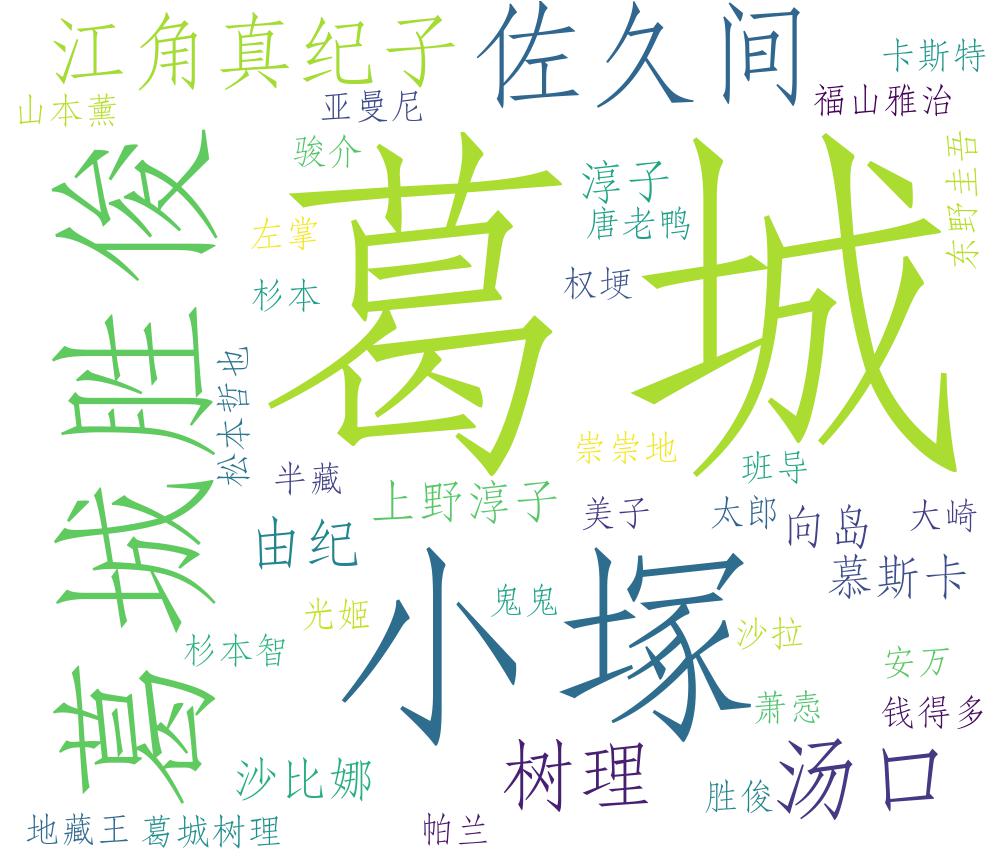 江角真纪子
佐久间
卡斯特
山本薰
亚曼尼
福山雅治
葛城胜俊
骏介
葛城
淳子
唐老鸭
东野圭吾
左掌
杉本
权埂
松本哲也
崇崇地
班导
半藏
上野淳子
美子
太郎
向岛
大崎
由纪
慕斯卡
小塚
鬼鬼
光姬
沙拉
杉本智
安万
萧悫
钱得多
树理
汤口
沙比娜
胜俊
地藏王
葛城树理
帕兰